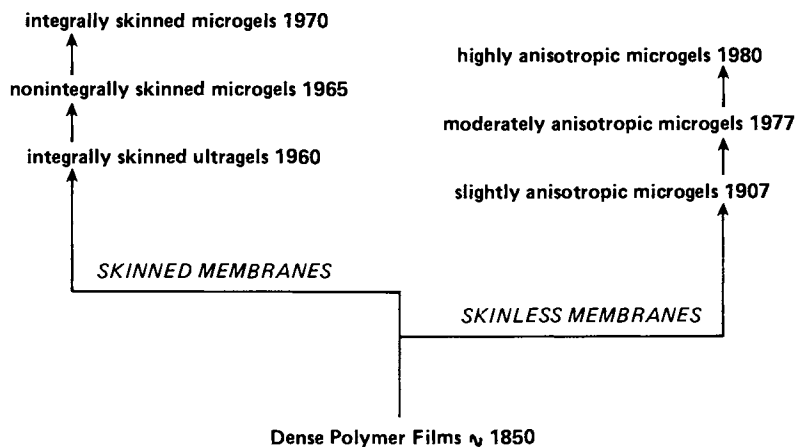 integrally skinned microgels 1970
nonintegrally skinned microgels 1965
integrally skinned ultragels 1960
SKINNED MEMBRANES
highly anisotropic microgels 1980
moderately anisotropic microgels 1977
slightly anisotropic microgels 1907
SKINLESS MEMBRANES
Dense Polymer Films ~ 1850